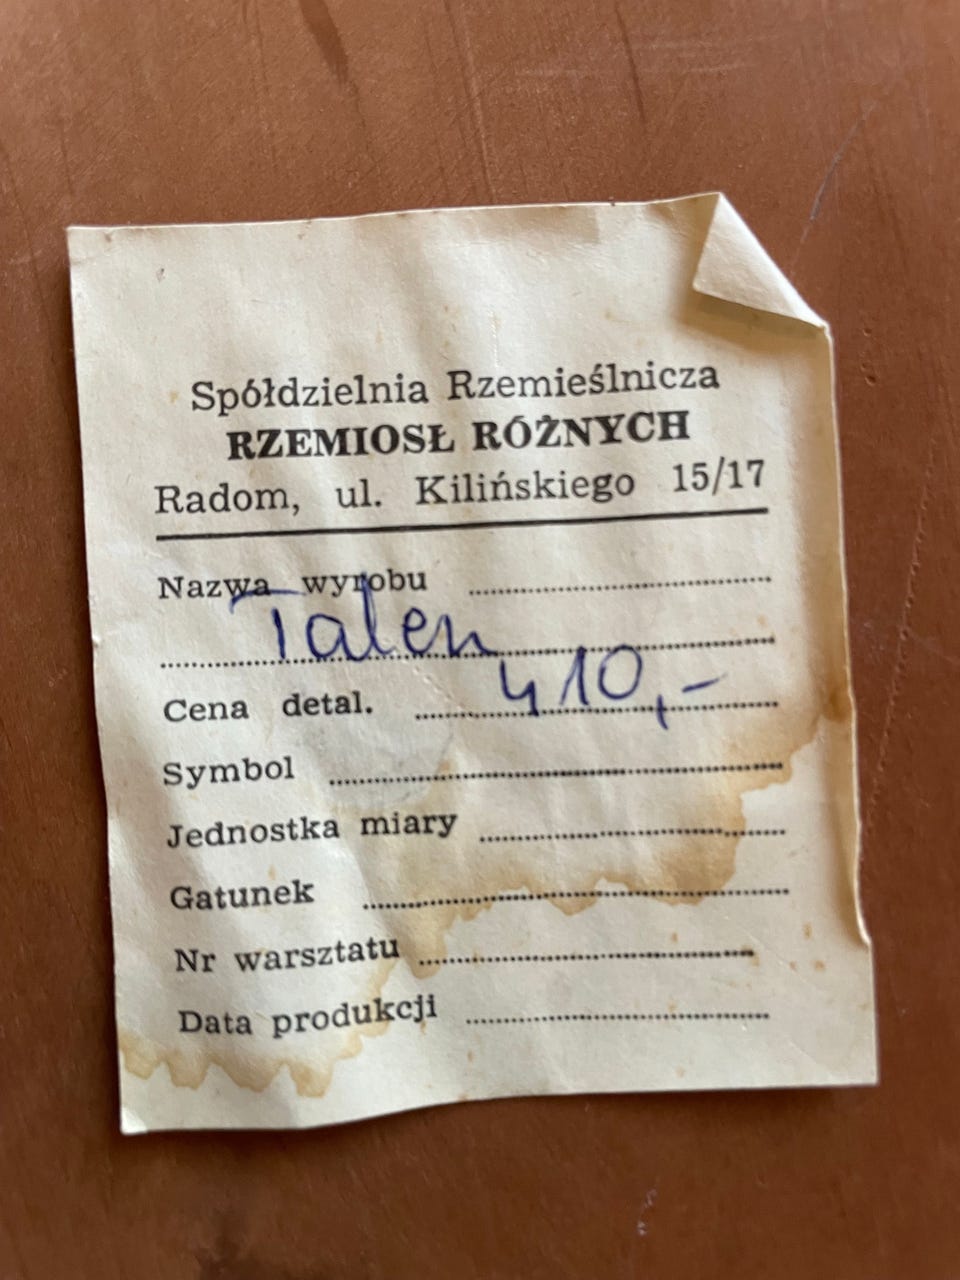 Spółdzielnia Rzemieślnicza
RZEMIOSŁ RÓŻNYCH
Radom, ul. Kilińskiego 15/17
Nazwa wyrobu
Talen
Cena detal. 410,-
Symbol
Jednostka miary
Gatunek
Nr warsztatu
Data produkcji